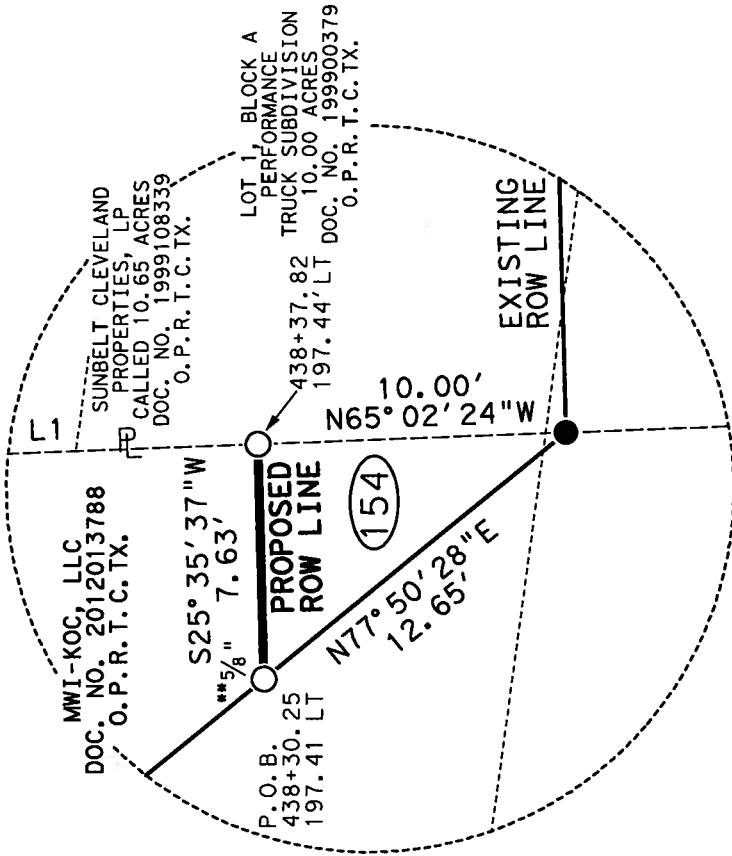 SUNBELT CLEVELAND
PROPERTIES, LP
CALLED 10.65 ACRES
DOC. NO. 1999108339
O.P.R.T.C.TX.
LOT 1, BLOCK A
PERFORMANCE
TRUCK SUBDIVISION
10.00 ACRES
DOC. NO. 199900379
O.P.R.T.C.TX.
L1
PL
MWI-KOC, LLC
DOC. NO. 2012013788
O.P.R.T.C.TX.
438+37.82
197.44' LT
S25°35'37"W
7.63'
**5/8"
PROPOSED
ROW LINE
154
10.00'
N65°02'24"W
EXISTING
ROW LINE
N77°50'28"E
12.65'
P.O.B.
438+30.25
197.41 LT